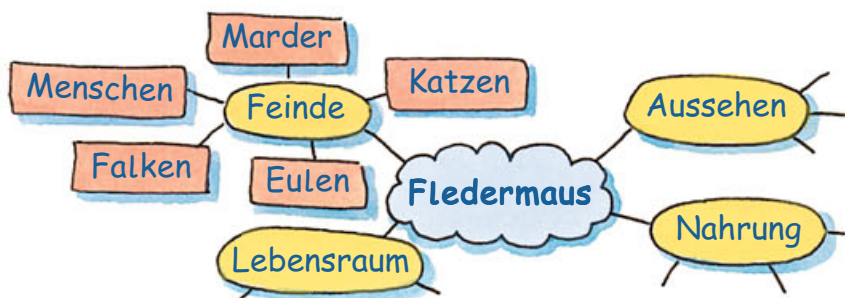 Marder
Menschen
Katzen
Feinde
Aussehen
Falken
Eulen
Fledermaus
Nahrung
Lebensraum